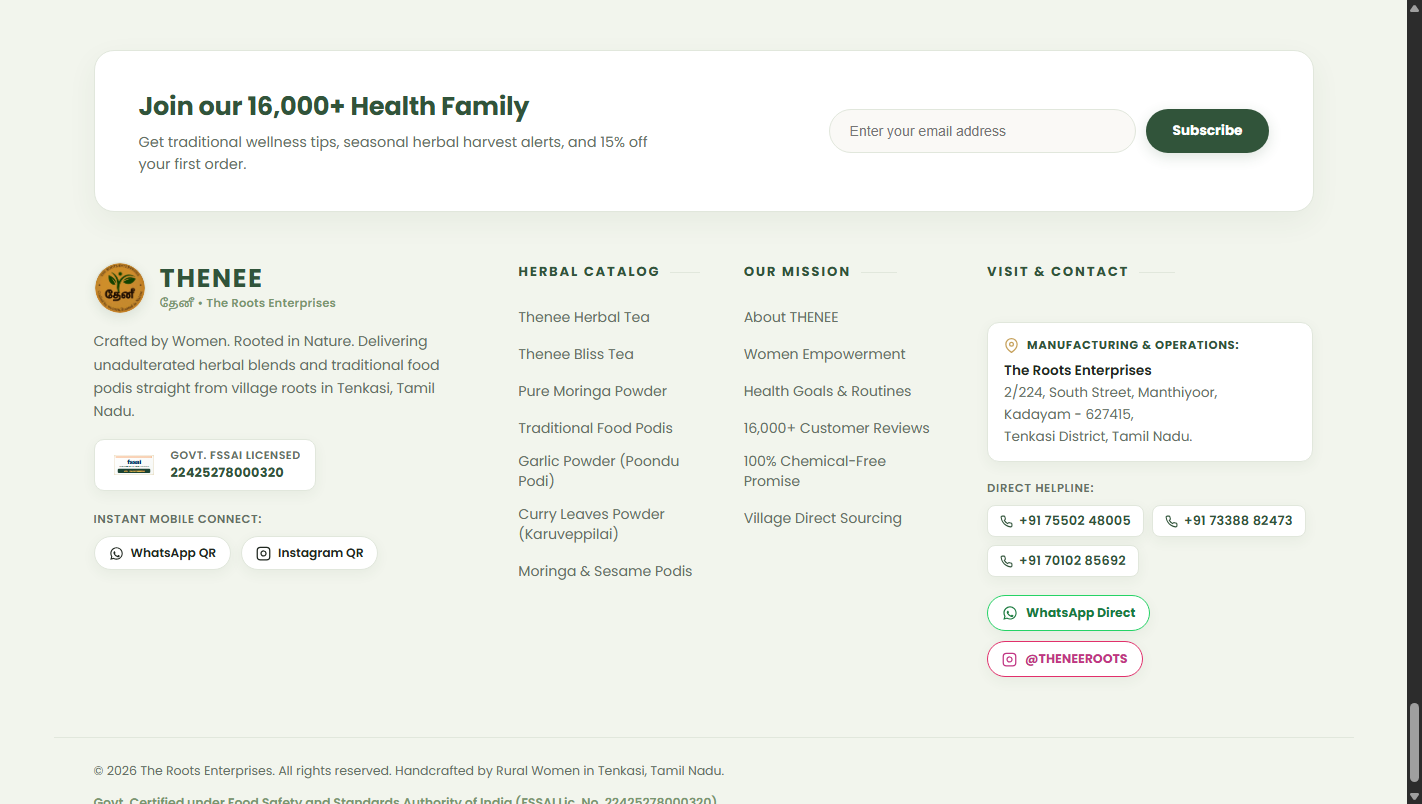 Join our 16,000+ Health Family
Get traditional wellness tips, seasonal herbal harvest alerts, and 15% off
your first order.
Enter your email address
Subscribe
தேனீ
THENEE
தேனீ • The Roots Enterprises
Crafted by Women. Rooted in Nature. Delivering
unadulterated herbal blends and traditional food
podis straight from village roots in Tenkasi, Tamil
Nadu.
fssai
GOVT. FSSAI LICENSED
22425278000320
INSTANT MOBILE CONNECT:
WhatsApp QR
Instagram QR
HERBAL CATALOG
Thenee Herbal Tea
Thenee Bliss Tea
Pure Moringa Powder
Traditional Food Podis
Garlic Powder (Poondu
Podi)
Curry Leaves Powder
(Karuveppilai)
Moringa & Sesame Podis
OUR MISSION
About THENEE
Women Empowerment
Health Goals & Routines
16,000+ Customer Reviews
100% Chemical-Free
Promise
Village Direct Sourcing
VISIT & CONTACT
MANUFACTURING & OPERATIONS:
The Roots Enterprises
2/224, South Street, Manthiyoor,
Kadayam - 627415,
Tenkasi District, Tamil Nadu.
DIRECT HELPLINE:
+91 75502 48005
+91 73388 82473
+91 70102 85692
WhatsApp Direct
@THENEEROOTS
© 2026 The Roots Enterprises. All rights reserved. Handcrafted by Rural Women in Tenkasi, Tamil Nadu.
Govt. Certified under Food Safety and Standards Authority of India (FSSAI Lic. No. 22425278000320)